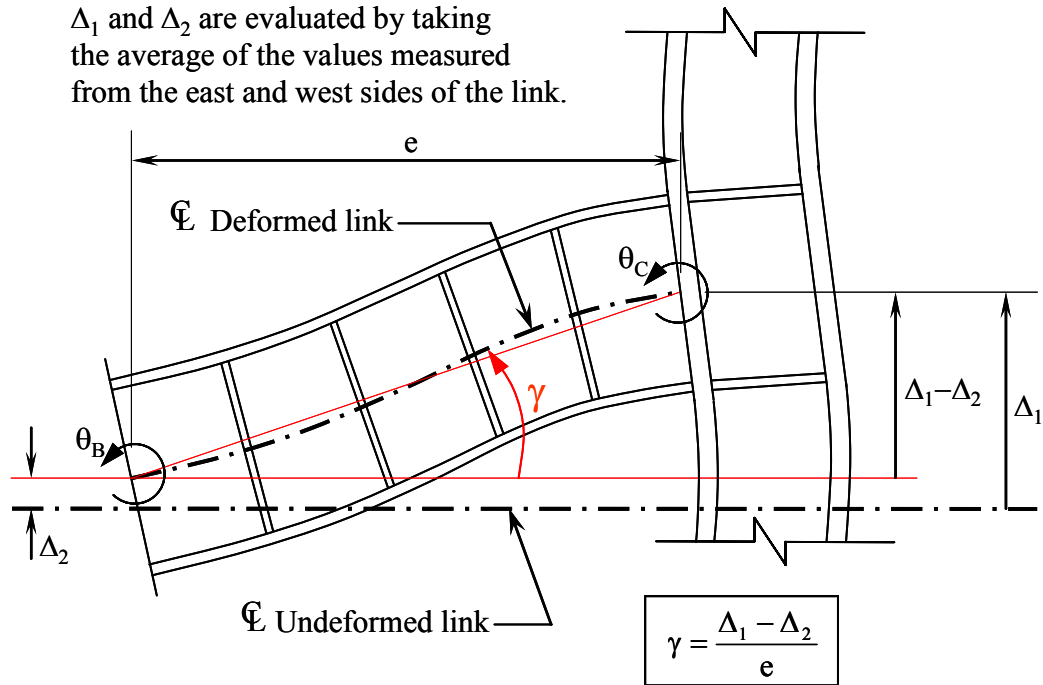 Δ₁ and Δ₂ are evaluated by taking
the average of the values measured
from the east and west sides of the link.
e
℄ Deformed link
θC
θB
γ
Δ₁−Δ₂
Δ₁
Δ₂
℄ Undeformed link
γ = (Δ₁ − Δ₂) / e